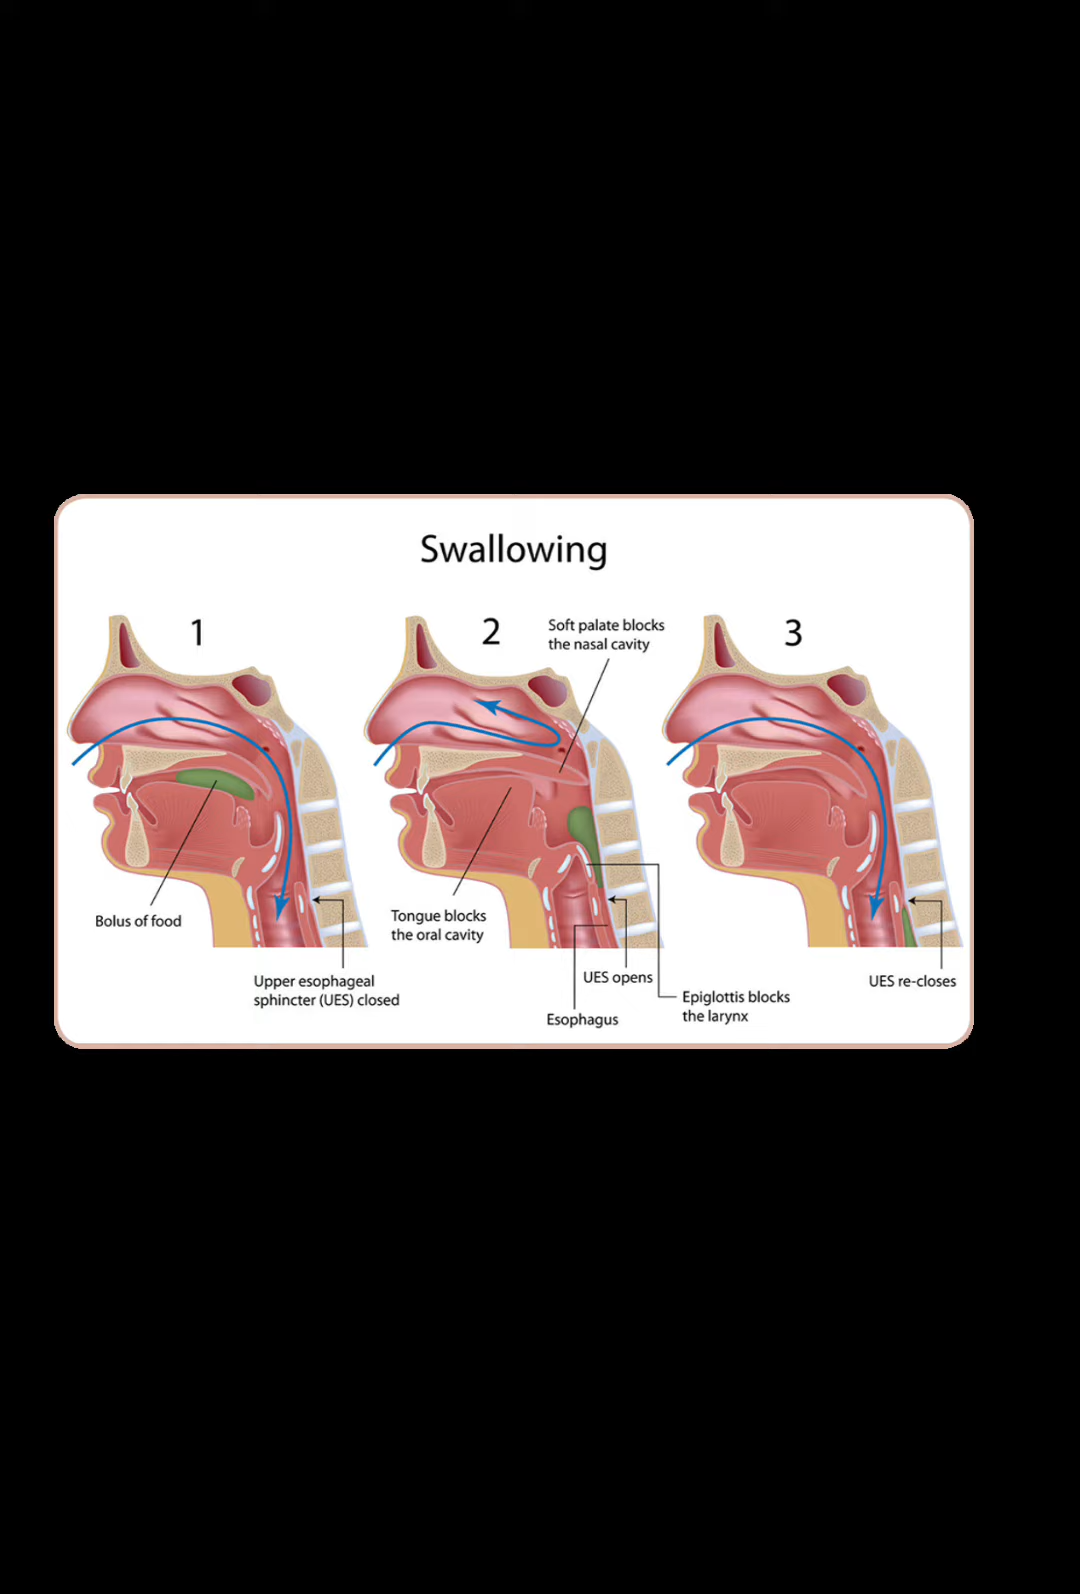 Swallowing
1
2
3
Soft palate blocks
the nasal cavity
Bolus of food
Tongue blocks
the oral cavity
Upper esophageal
sphincter (UES) closed
UES opens
Esophagus
Epiglottis blocks
the larynx
UES re-closes